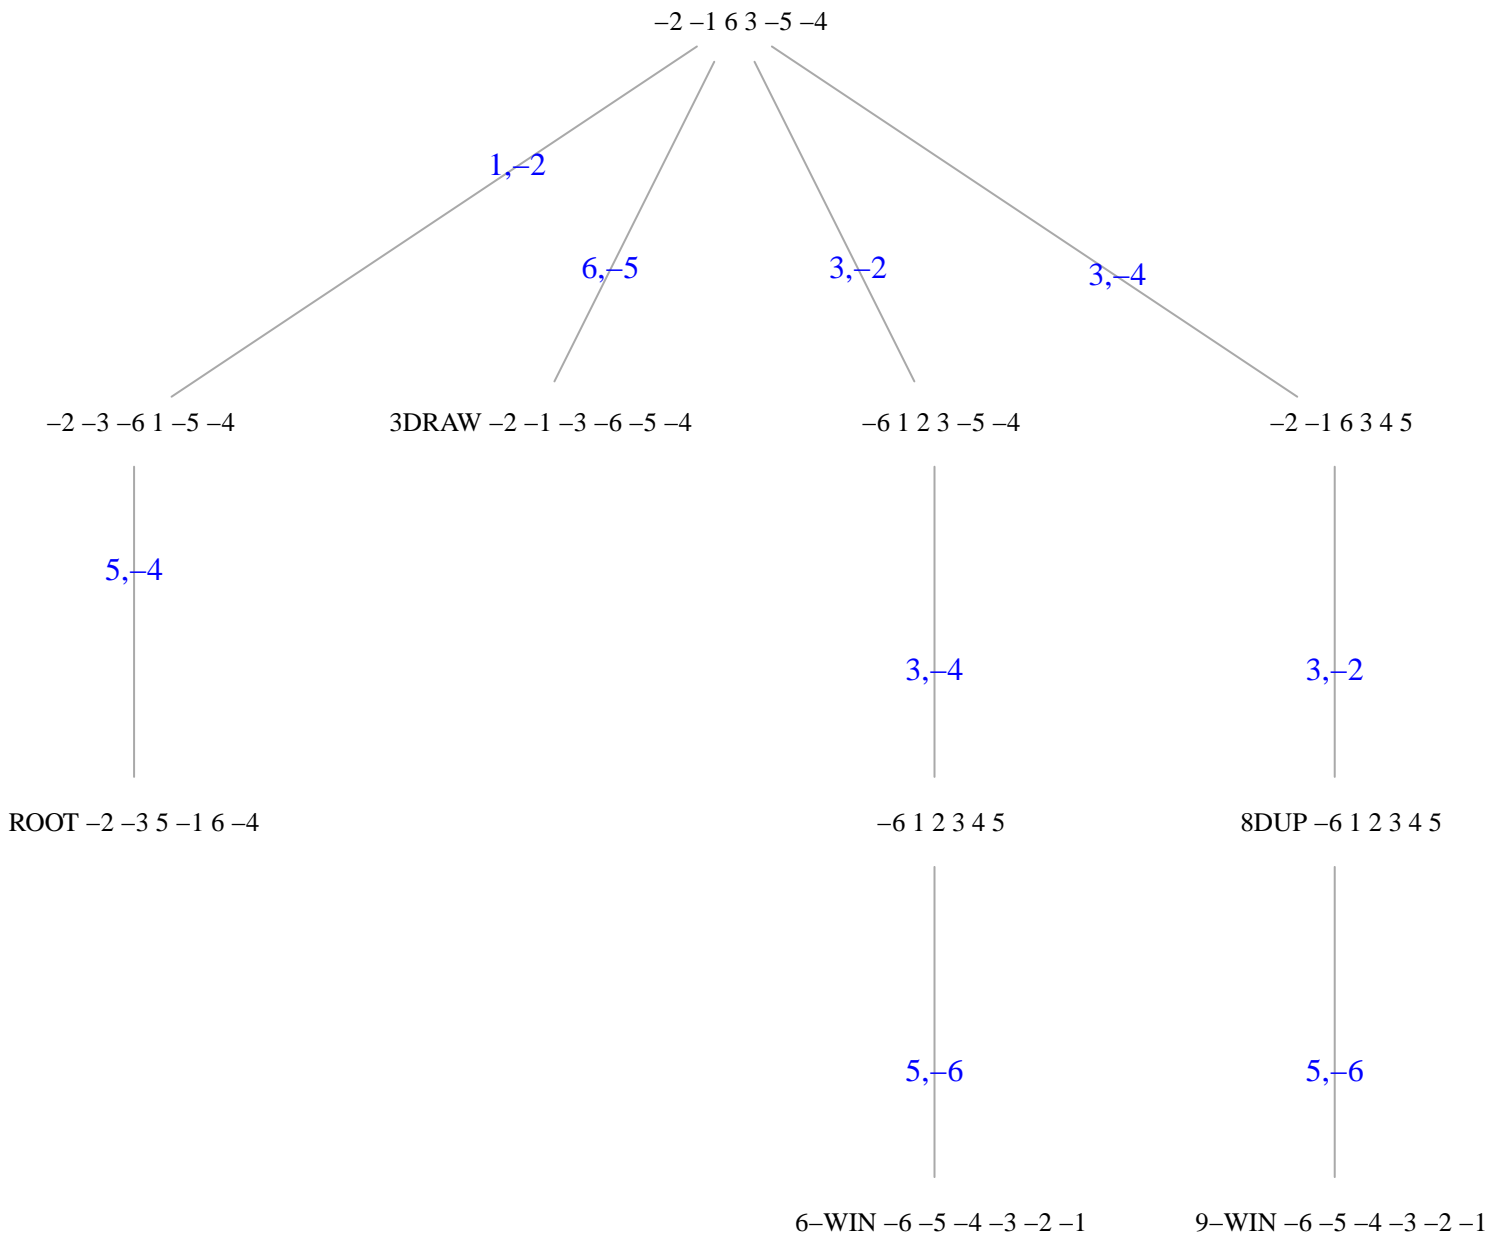 –2 –1 6 3 –5 –4
1,–2
6,–5
3,–2
3,–4
–2 –3 –6 1 –5 –4
3DRAW –2 –1 –3 –6 –5 –4
–6 1 2 3 –5 –4
–2 –1 6 3 4 5
5,–4
3,–4
3,–2
ROOT –2 –3 5 –1 6 –4
–6 1 2 3 4 5
8DUP –6 1 2 3 4 5
5,–6
5,–6
6–WIN –6 –5 –4 –3 –2 –1
9–WIN –6 –5 –4 –3 –2 –1